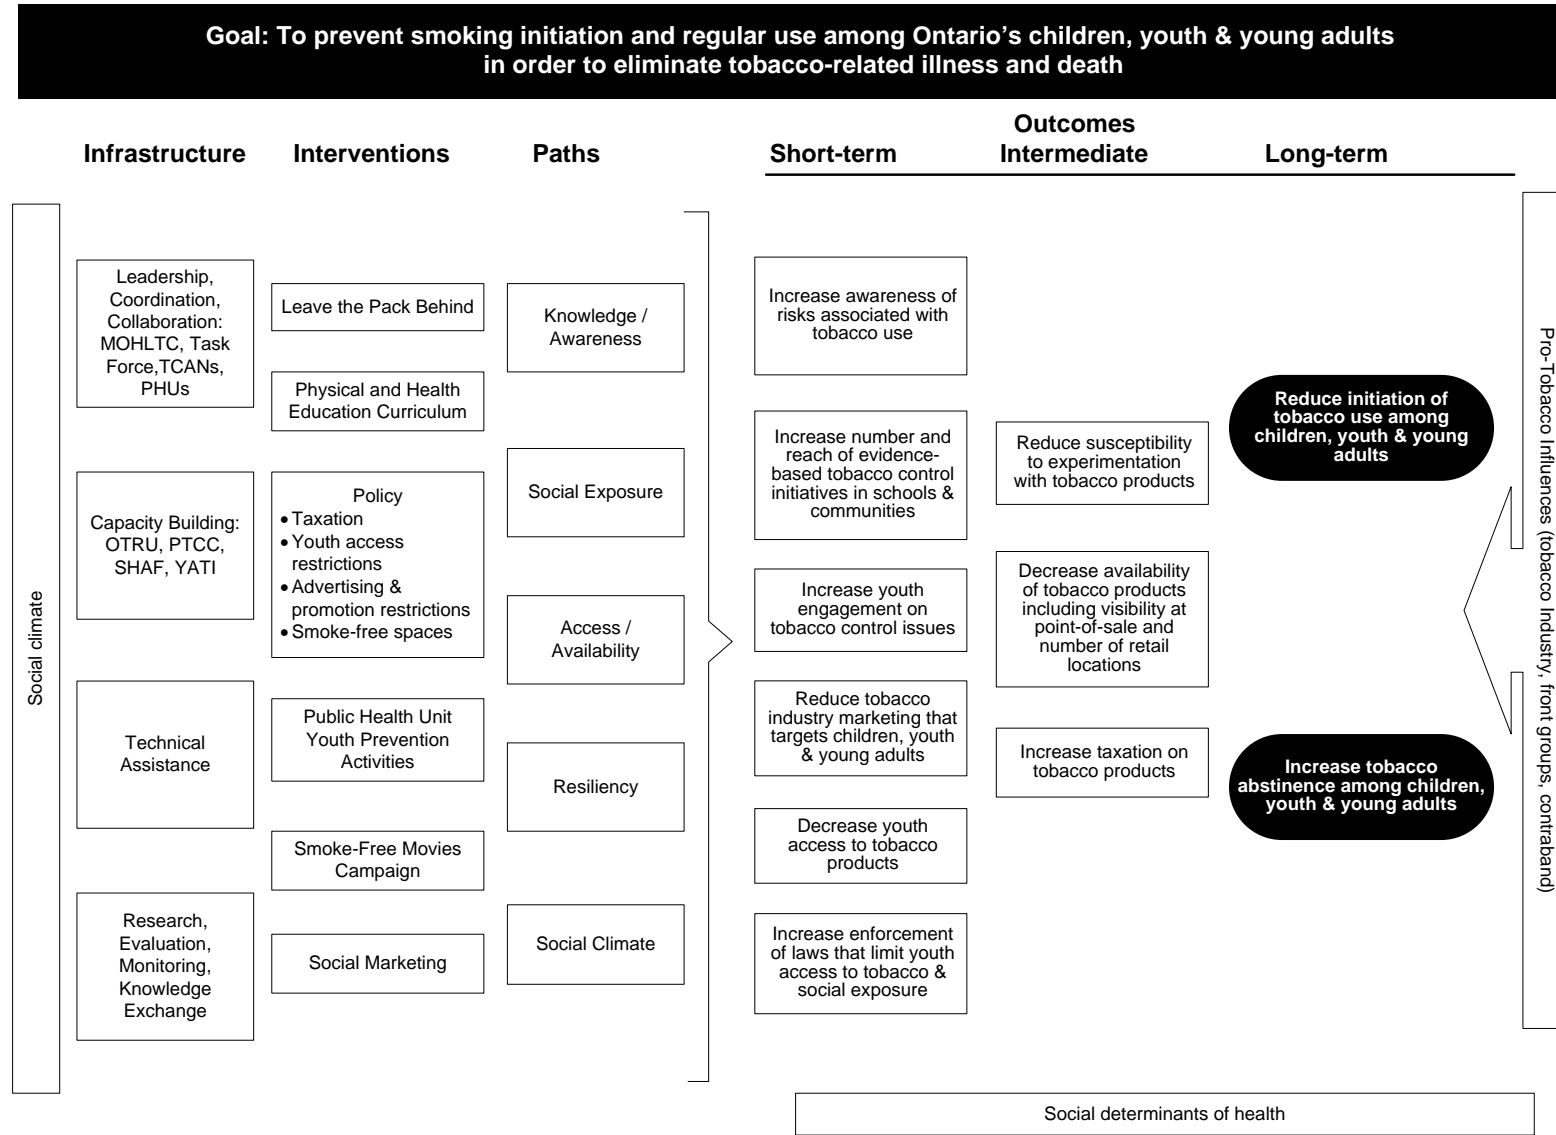 Goal: To prevent smoking initiation and regular use among Ontario’s children, youth & young adults
in order to eliminate tobacco-related illness and death
Infrastructure
Interventions
Paths
Outcomes
Short-term
Intermediate
Long-term
Social climate
Leadership,
Coordination,
Collaboration:
MOHLTC, Task
Force,TCANs,
PHUs
Capacity Building:
OTRU, PTCC,
SHAF, YATI
Technical
Assistance
Research,
Evaluation,
Monitoring,
Knowledge
Exchange
Leave the Pack Behind
Physical and Health
Education Curriculum
Policy
• Taxation
• Youth access
restrictions
• Advertising &
promotion restrictions
• Smoke-free spaces
Public Health Unit
Youth Prevention
Activities
Smoke-Free Movies
Campaign
Social Marketing
Knowledge /
Awareness
Social Exposure
Access /
Availability
Resiliency
Social Climate
Increase awareness of
risks associated with
tobacco use
Increase number and
reach of evidence-
based tobacco control
initiatives in schools &
communities
Increase youth
engagement on
tobacco control issues
Reduce tobacco
industry marketing that
targets children, youth
& young adults
Decrease youth
access to tobacco
products
Increase enforcement
of laws that limit youth
access to tobacco &
social exposure
Reduce susceptibility
to experimentation
with tobacco products
Decrease availability
of tobacco products
including visibility at
point-of-sale and
number of retail
locations
Increase taxation on
tobacco products
Reduce initiation of
tobacco use among
children, youth & young
adults
Increase tobacco
abstinence among children,
youth & young adults
Pro-Tobacco Influences (tobacco Industry, front groups, contraband)
Social determinants of health